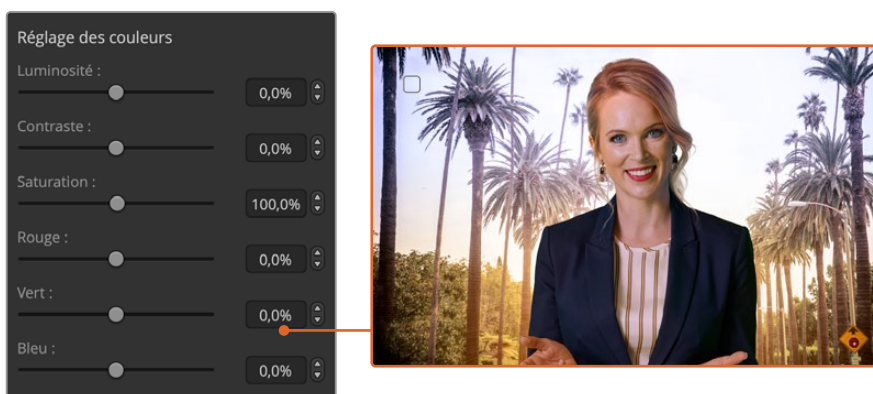 Réglage des couleurs
Luminosité :
0,0%
Contraste :
0,0%
Saturation :
100,0%
Rouge :
0,0%
Vert :
0,0%
Bleu :
0,0%